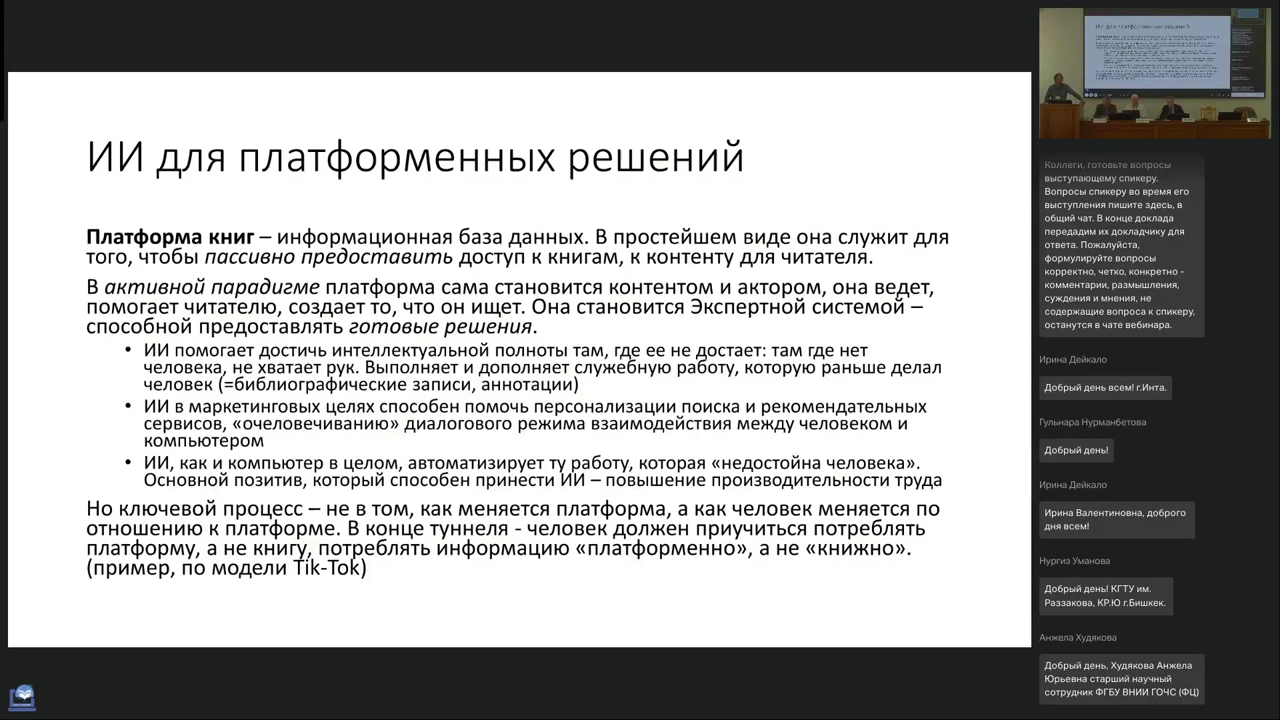 ИИ для платформенных решений
Платформа книг – информационная база данных. В простейшем виде она служит для
того, чтобы пассивно предоставить доступ к книгам, к контенту для читателя.
В активной парадигме платформа сама становится контентом и актором, она ведет,
помогает читателю, создает то, что он ищет. Она становится Экспертной системой –
способной предоставлять готовые решения.
• ИИ помогает достичь интеллектуальной полноты там, где ее не достает: там где нет
человека, не хватает рук. Выполняет и дополняет служебную работу, которую раньше делал
человек (=библиографические записи, аннотации)
• ИИ в маркетинговых целях способен помочь персонализации поиска и рекомендательных
сервисов, «очеловечиванию» диалогового режима взаимодействия между человеком и
компьютером
• ИИ, как и компьютер в целом, автоматизирует ту работу, которая «недостойна человека».
Основной позитив, который способен принести ИИ – повышение производительности труда
Но ключевой процесс – не в том, как меняется платформа, а как человек меняется по
отношению к платформе. В конце туннеля - человек должен приучиться потреблять
платформу, а не книгу, потреблять информацию «платформенно», а не «книжно».
(пример, по модели Tik-Tok)
Коллеги, готовьте вопросы
выступающему спикеру.
Вопросы спикеру во время его
выступления пишите здесь, в
общий чат. В конце доклада
передадим их докладчику для
ответа. Пожалуйста,
формулируйте вопросы
корректно, четко, конкретно -
комментарии, размышления,
суждения и мнения, не
содержащие вопроса к спикеру,
останутся в чате вебинара.
Ирина Дейкало
Добрый день всем! г.Инта.
Гульнара Нурманбетова
Добрый день!
Ирина Дейкало
Ирина Валентиновна, доброго
дня всем!
Нургиз Уманова
Добрый день! КГТУ им.
Раззакова, КР.Ю г.Бишкек.
Анжела Худякова
Добрый день, Худякова Анжела
Юрьевна старший научный
сотрудник ФГБУ ВНИИ ГОЧС (ФЦ)